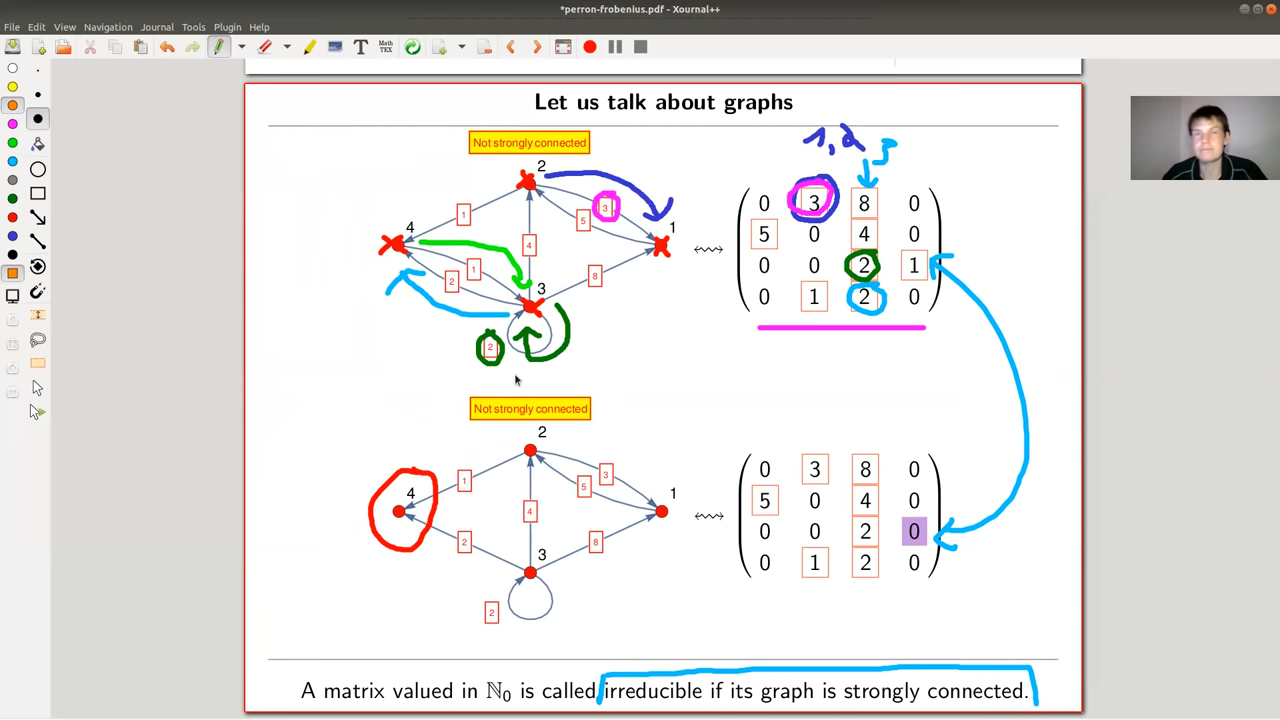 *perron-frobenius.pdf - Xournal++
File Edit View Navigation Journal Tools Plugin Help
T Math TEX
Let us talk about graphs
Not strongly connected
1,2
3
2
1
3
5
4
1
4
1
2
3
8
2
0 3 8 0
5 0 4 0
0 0 2 1
0 1 2 0
Not strongly connected
2
1
3
5
4
1
4
2
3
8
2
0 3 8 0
5 0 4 0
0 0 2 0
0 1 2 0
A matrix valued in ℕ₀ is called irreducible if its graph is strongly connected.